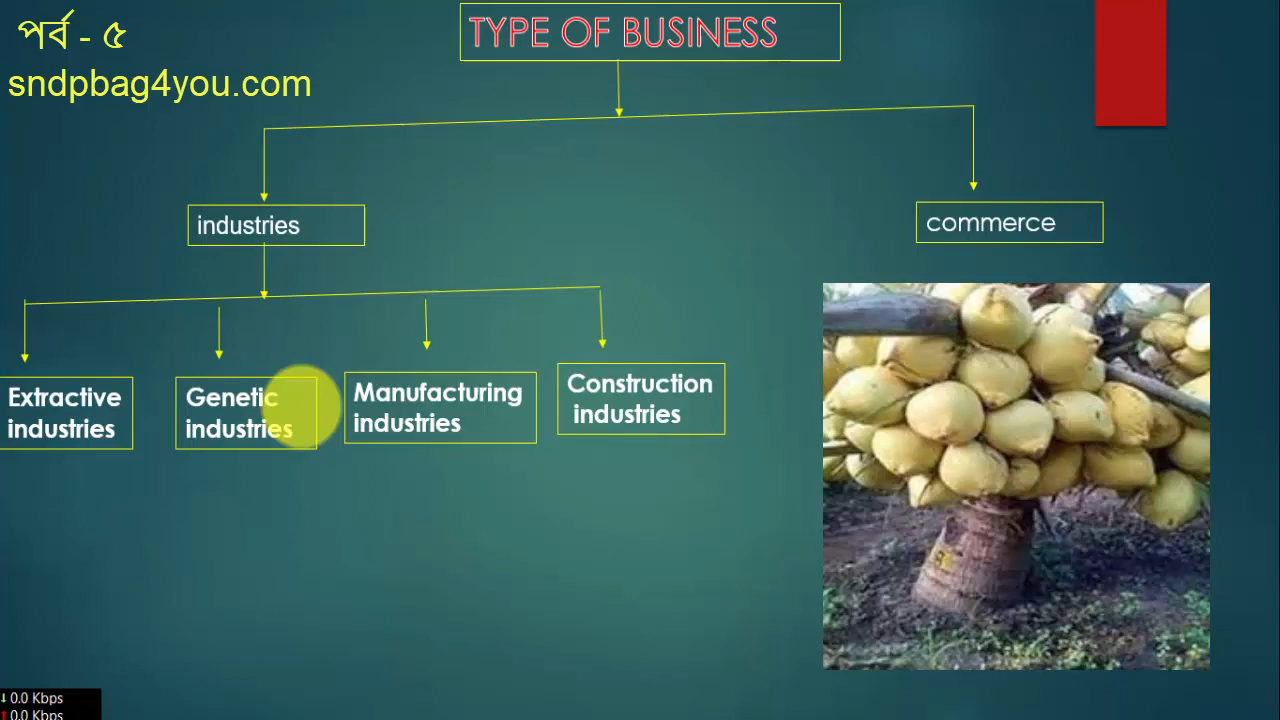 পর্ব - ৫
sndpbag4you.com
TYPE OF BUSINESS
industries
commerce
Extractive
industries
Genetic
industries
Manufacturing
industries
Construction
industries
0.0 Kbps
0.0 Kbps